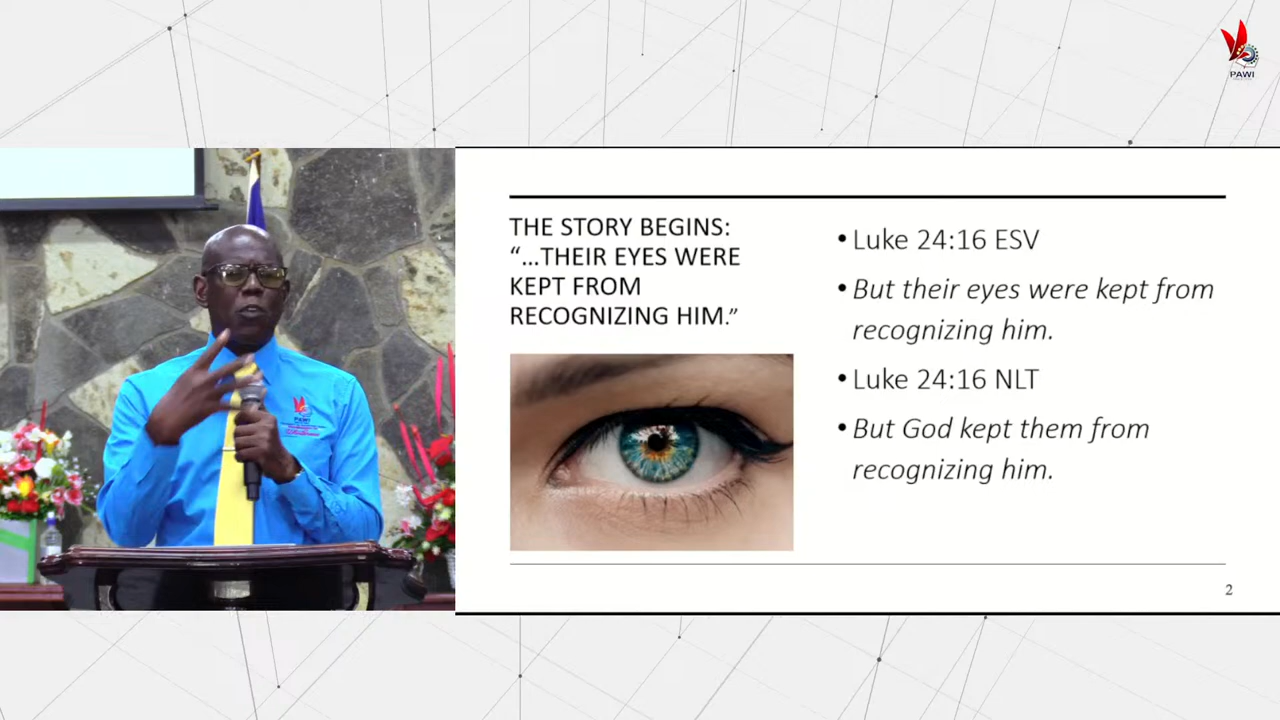 PAWI
THE STORY BEGINS:
“…THEIR EYES WERE
KEPT FROM
RECOGNIZING HIM.”
• Luke 24:16 ESV
• But their eyes were kept from
recognizing him.
• Luke 24:16 NLT
• But God kept them from
recognizing him.
2
PAWI